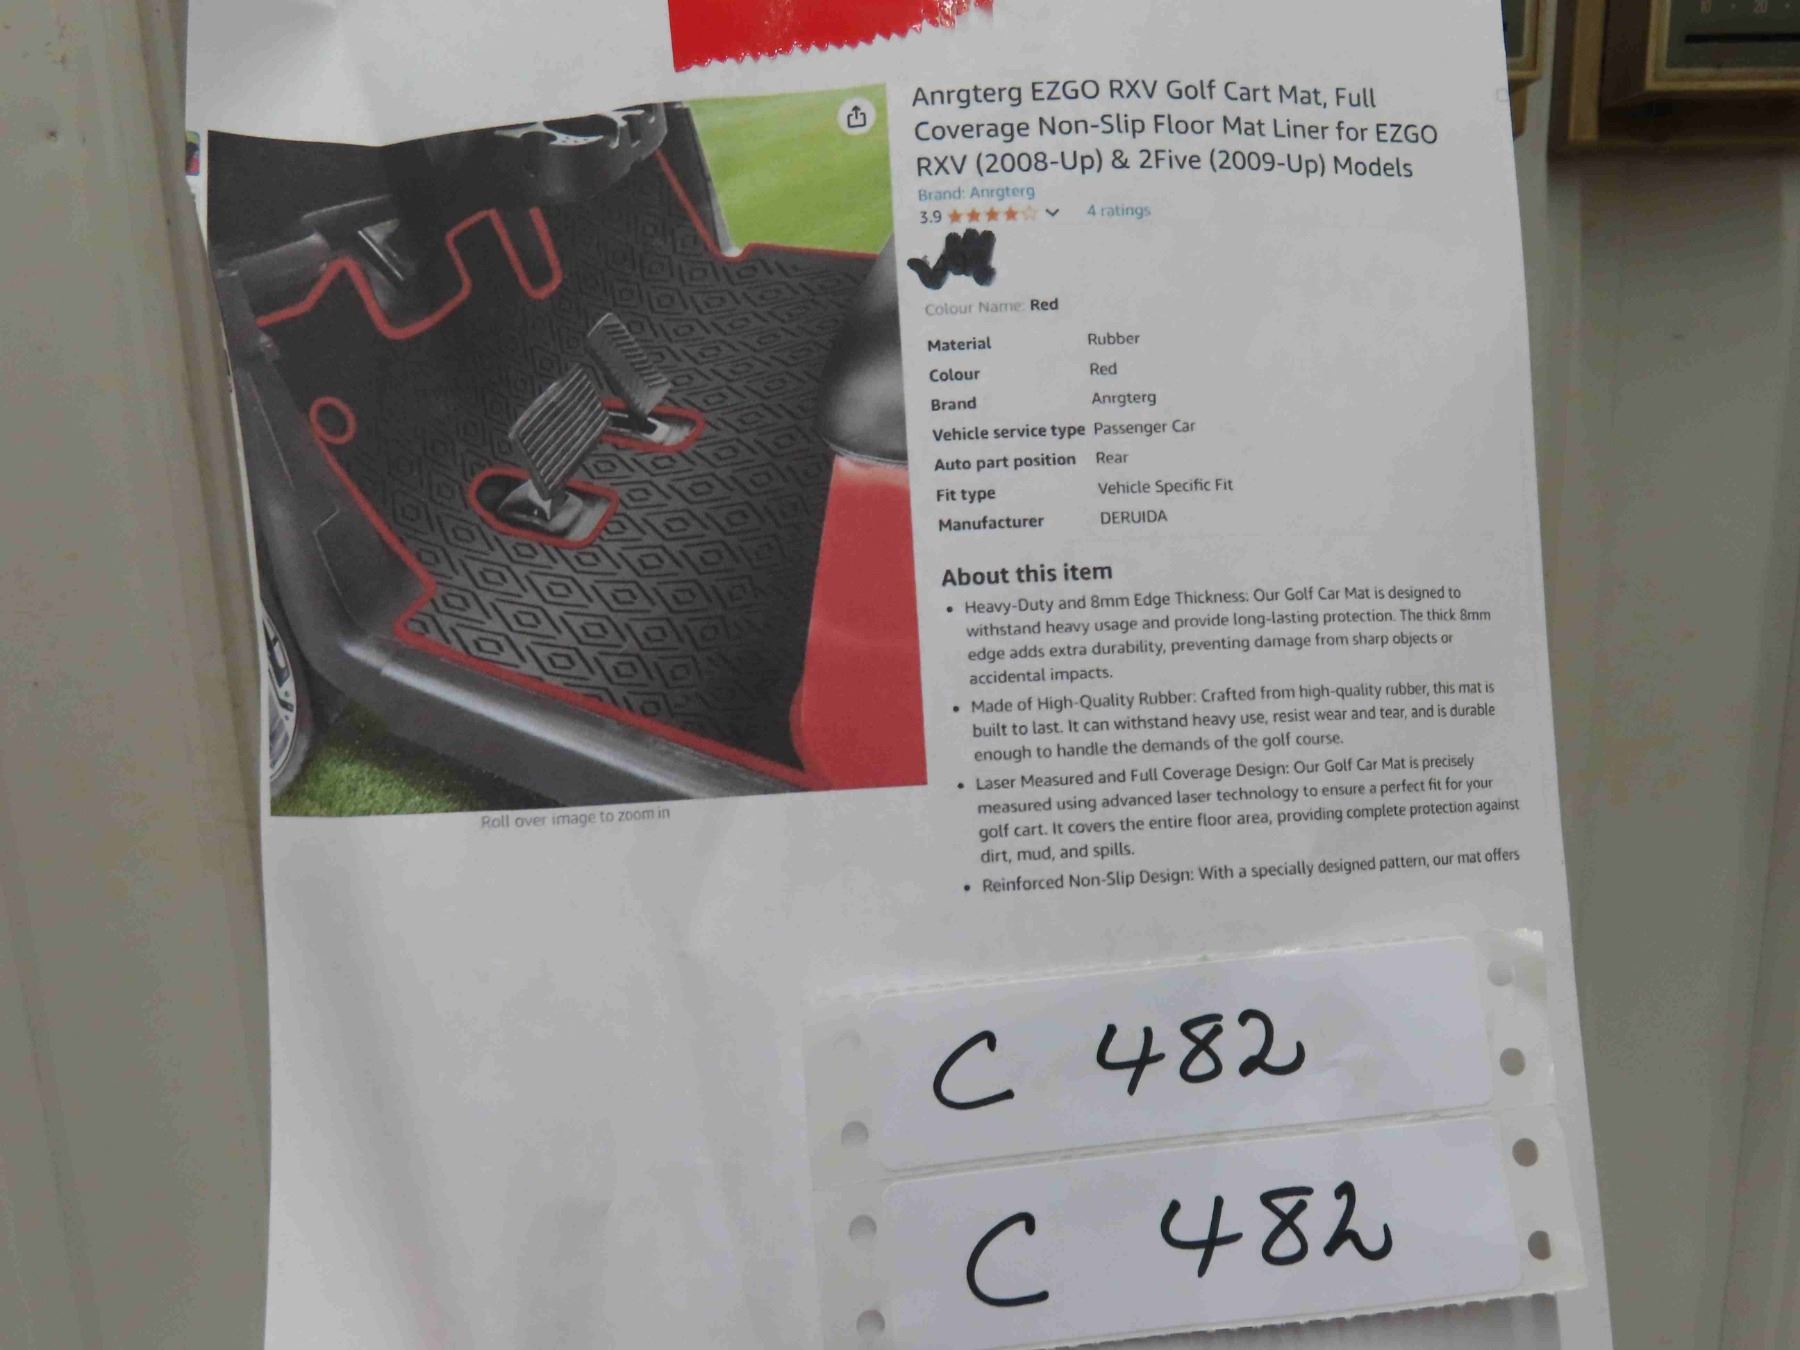 Anrgterg EZGO RXV Golf Cart Mat, Full
Coverage Non-Slip Floor Mat Liner for EZGO
RXV (2008-Up) & 2Five (2009-Up) Models
Brand: Anrgterg
3.9 4 ratings
Colour Name: Red
Material Rubber
Colour Red
Brand Anrgterg
Vehicle service type Passenger Car
Auto part position Rear
Fit type Vehicle Specific Fit
Manufacturer DERUIDA
About this item
• Heavy-Duty and 8mm Edge Thickness: Our Golf Car Mat is designed to
withstand heavy usage and provide long-lasting protection. The thick 8mm
edge adds extra durability, preventing damage from sharp objects or
accidental impacts.
• Made of High-Quality Rubber: Crafted from high-quality rubber, this mat is
built to last. It can withstand heavy use, resist wear and tear, and is durable
enough to handle the demands of the golf course.
• Laser Measured and Full Coverage Design: Our Golf Car Mat is precisely
measured using advanced laser technology to ensure a perfect fit for your
golf cart. It covers the entire floor area, providing complete protection against
dirt, mud, and spills.
• Reinforced Non-Slip Design: With a specially designed pattern, our mat offers
Roll over image to zoom in
C 482
C 482